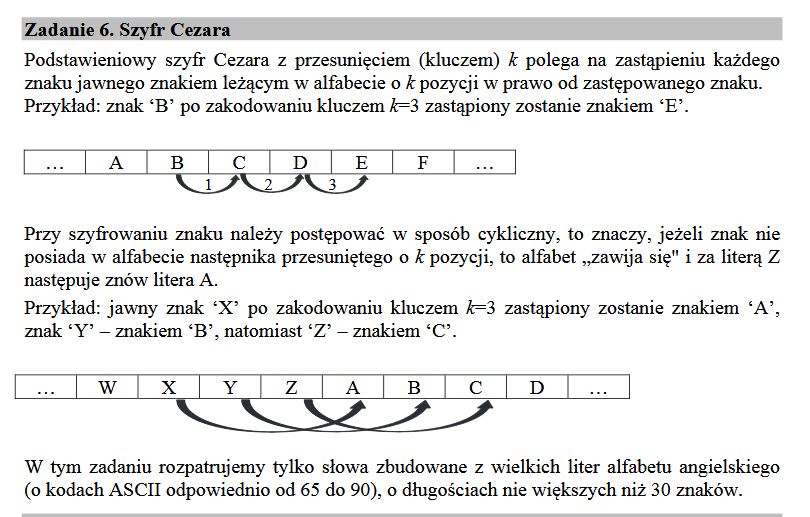 Zadanie 6. Szyfr Cezara
Podstawieniowy szyfr Cezara z przesunięciem (kluczem) k polega na zastąpieniu każdego
znaku jawnego znakiem leżącym w alfabecie o k pozycji w prawo od zastępowanego znaku.
Przykład: znak ‘B’ po zakodowaniu kluczem k=3 zastąpiony zostanie znakiem ‘E’.
… A B C D E F …
1 2 3
Przy szyfrowaniu znaku należy postępować w sposób cykliczny, to znaczy, jeżeli znak nie
posiada w alfabecie następnika przesuniętego o k pozycji, to alfabet „zawija się" i za literą Z
następuje znów litera A.
Przykład: jawny znak ‘X’ po zakodowaniu kluczem k=3 zastąpiony zostanie znakiem ‘A’,
znak ‘Y’ – znakiem ‘B’, natomiast ‘Z’ – znakiem ‘C’.
… W X Y Z A B C D …
W tym zadaniu rozpatrujemy tylko słowa zbudowane z wielkich liter alfabetu angielskiego
(o kodach ASCII odpowiednio od 65 do 90), o długościach nie większych niż 30 znaków.